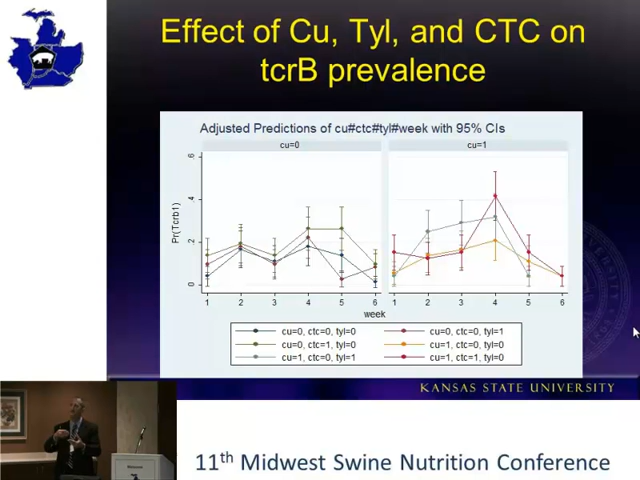 Effect of Cu, Tyl, and CTC on
tcrB prevalence
Adjusted Predictions of cu#ctc#tyl#week with 95% CIs
cu=0
cu=1
Pr(Tcrb1)
0 .2 .4 .6
1 2 3 4 5 6 1 2 3 4 5 6
week
cu=0, ctc=0, tyl=0
cu=0, ctc=0, tyl=1
cu=0, ctc=1, tyl=0
cu=1, ctc=0, tyl=0
cu=1, ctc=0, tyl=1
cu=1, ctc=1, tyl=0
KANSAS STATE UNIVERSITY
11th Midwest Swine Nutrition Conference